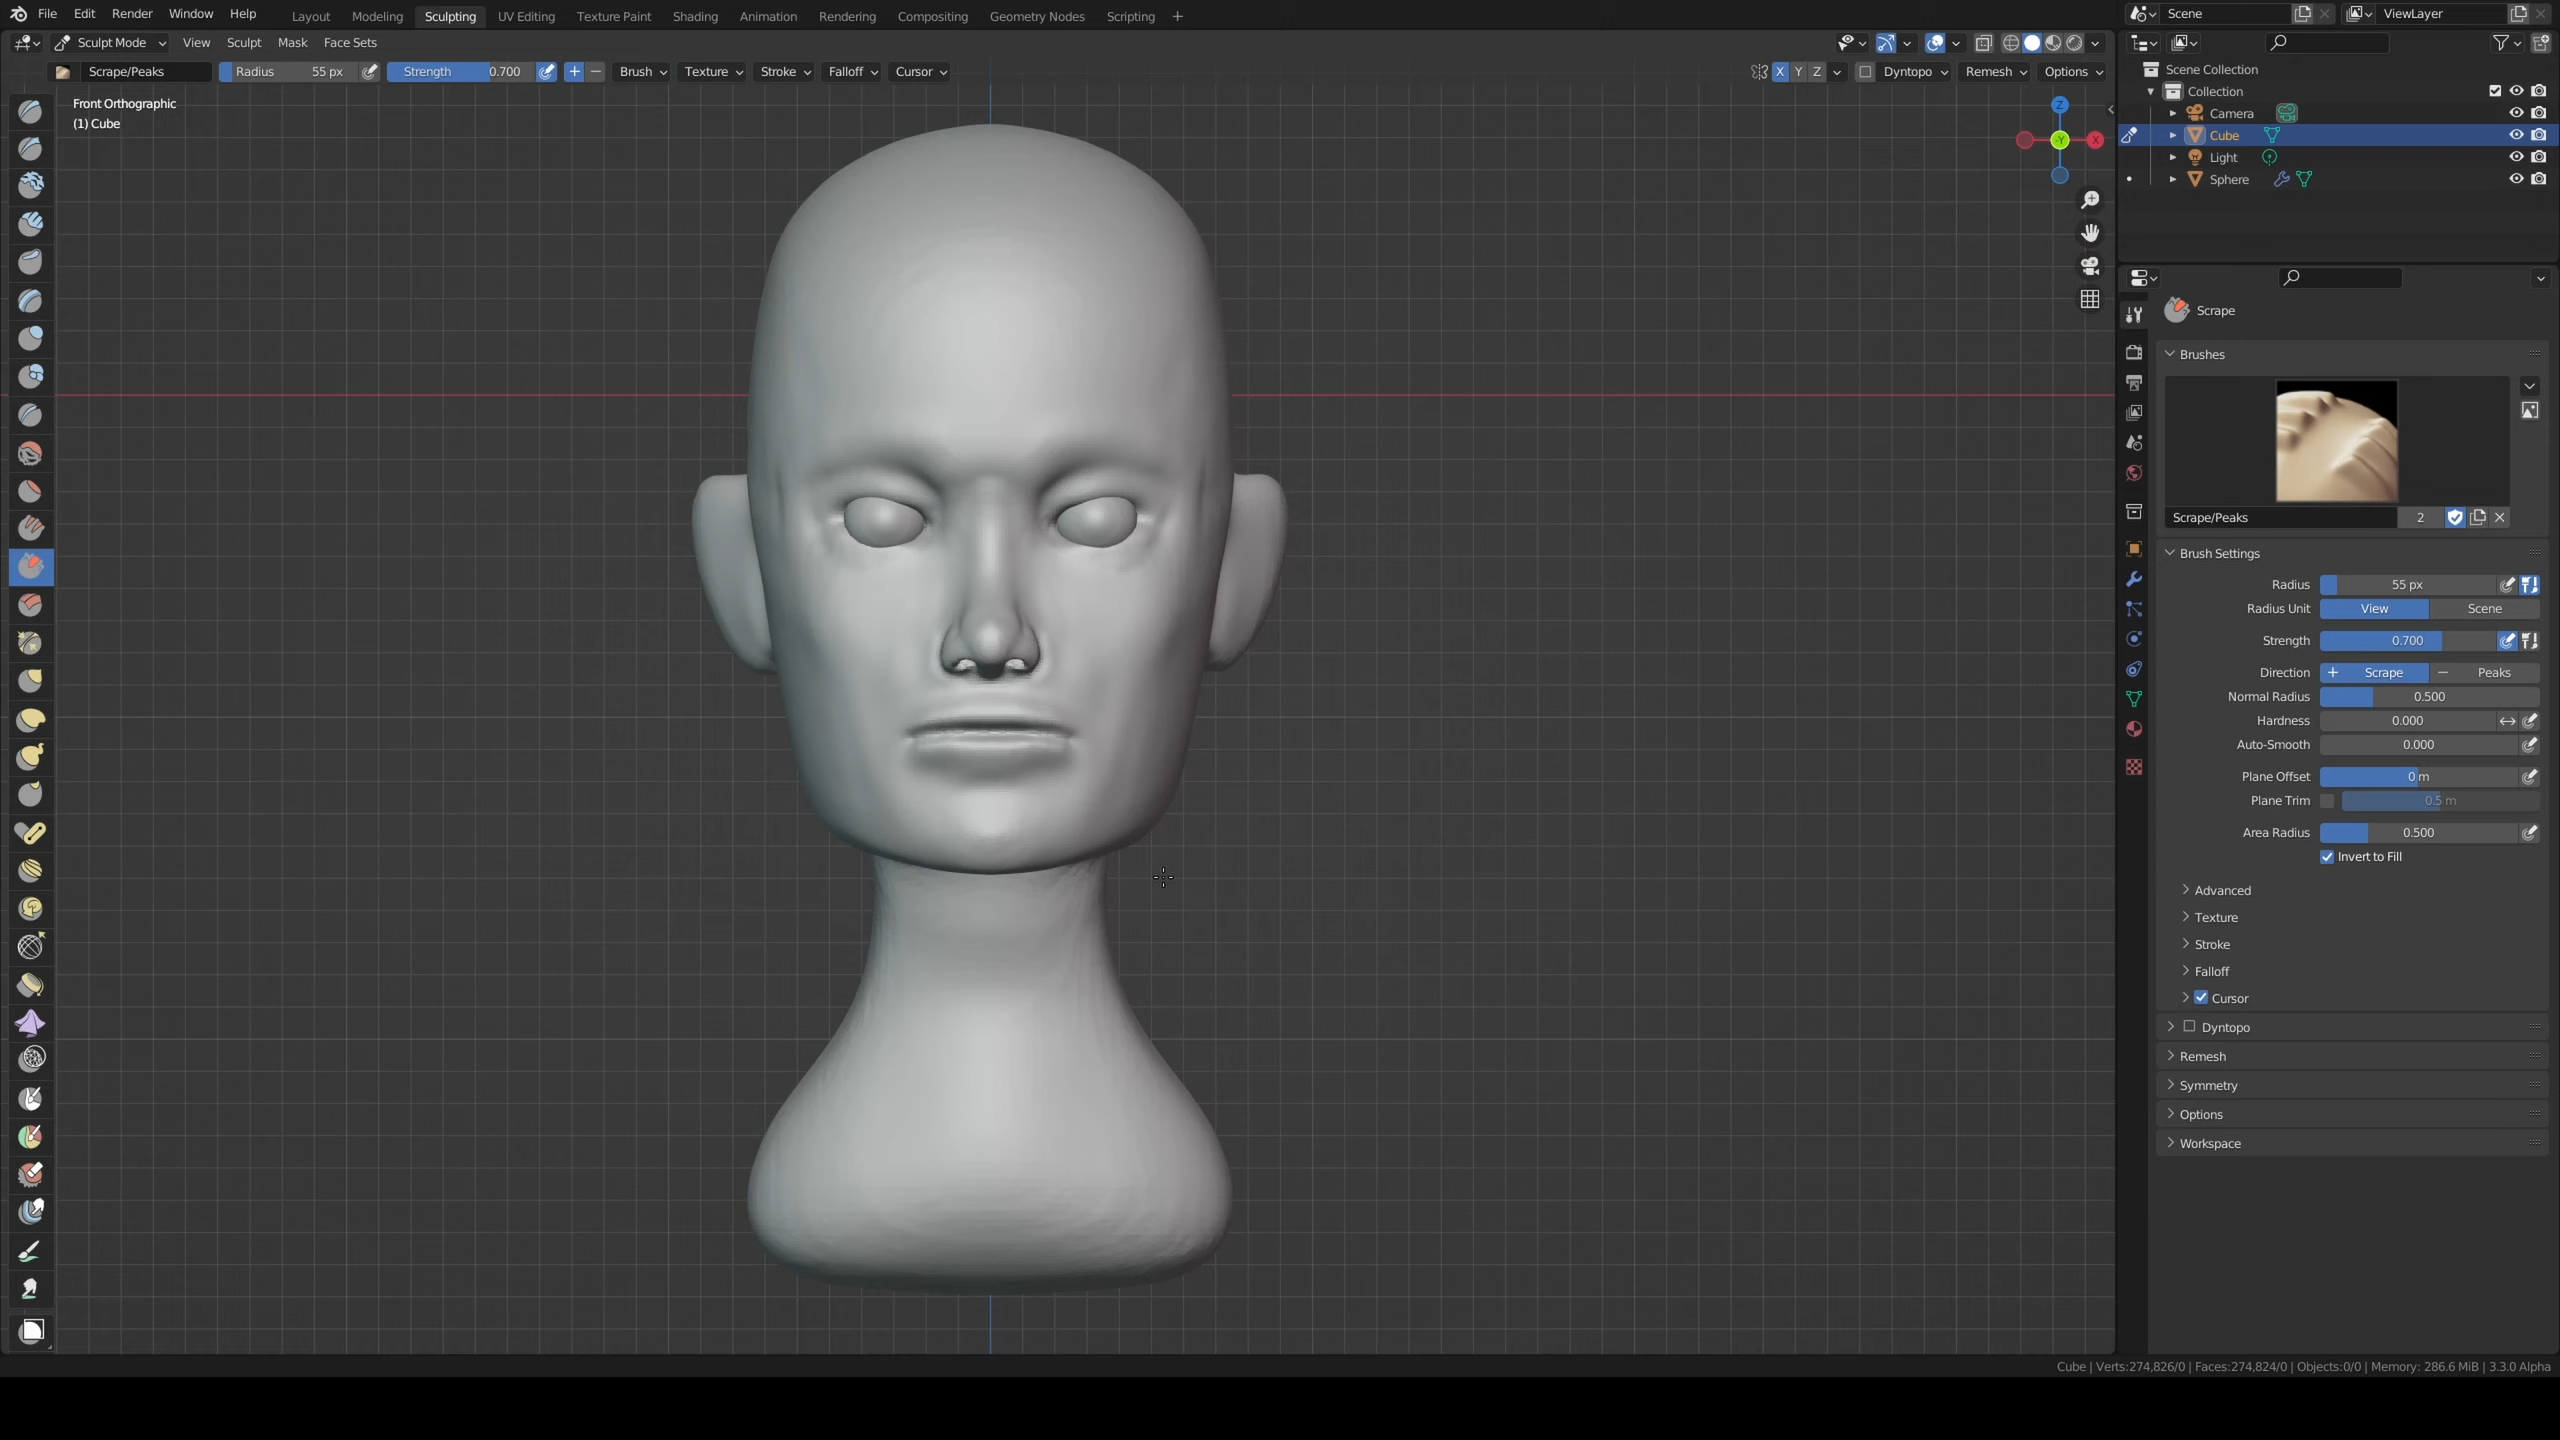 File Edit Render Window Help Layout Modeling Sculpting UV Editing Texture Paint Shading Animation Rendering Compositing Geometry Nodes Scripting + Scene ViewLayer
Sculpt Mode View Sculpt Mask Face Sets
Scrape/Peaks Radius 55 px Strength 0.700 + − Brush Texture Stroke Falloff Cursor X Y Z Dyntopo Remesh Options
Front Orthographic
(1) Cube
Z
Y
X
Scene Collection
Collection
Camera
Cube
Light
Sphere
Scrape
Brushes
Scrape/Peaks 2
Brush Settings
Radius 55 px
Radius Unit View Scene
Strength 0.700
Direction + Scrape − Peaks
Normal Radius 0.500
Hardness 0.000
Auto-Smooth 0.000
Plane Offset 0 m
Plane Trim 0.5 m
Area Radius 0.500
Invert to Fill
Advanced
Texture
Stroke
Falloff
Cursor
Dyntopo
Remesh
Symmetry
Options
Workspace
Cube | Verts:274,826/0 | Faces:274,824/0 | Objects:0/0 | Memory: 286.6 MiB | 3.3.0 Alpha